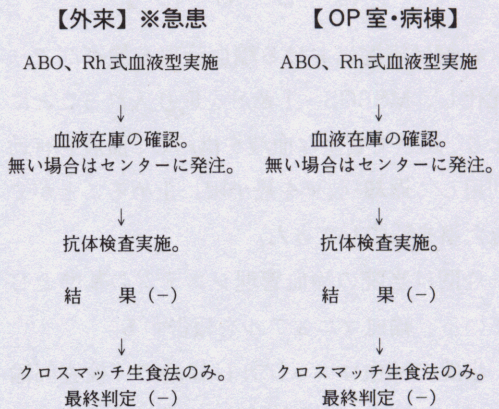 【外来】※急患
ABO、Rh式血液型実施
↓
血液在庫の確認。
無い場合はセンターに発注。
↓
抗体検査実施。
結　果（−）
↓
クロスマッチ生食法のみ。
最終判定（−）
【OP室・病棟】
ABO、Rh式血液型実施
↓
血液在庫の確認。
無い場合はセンターに発注。
↓
抗体検査実施。
結　果（−）
↓
クロスマッチ生食法のみ。
最終判定（−）